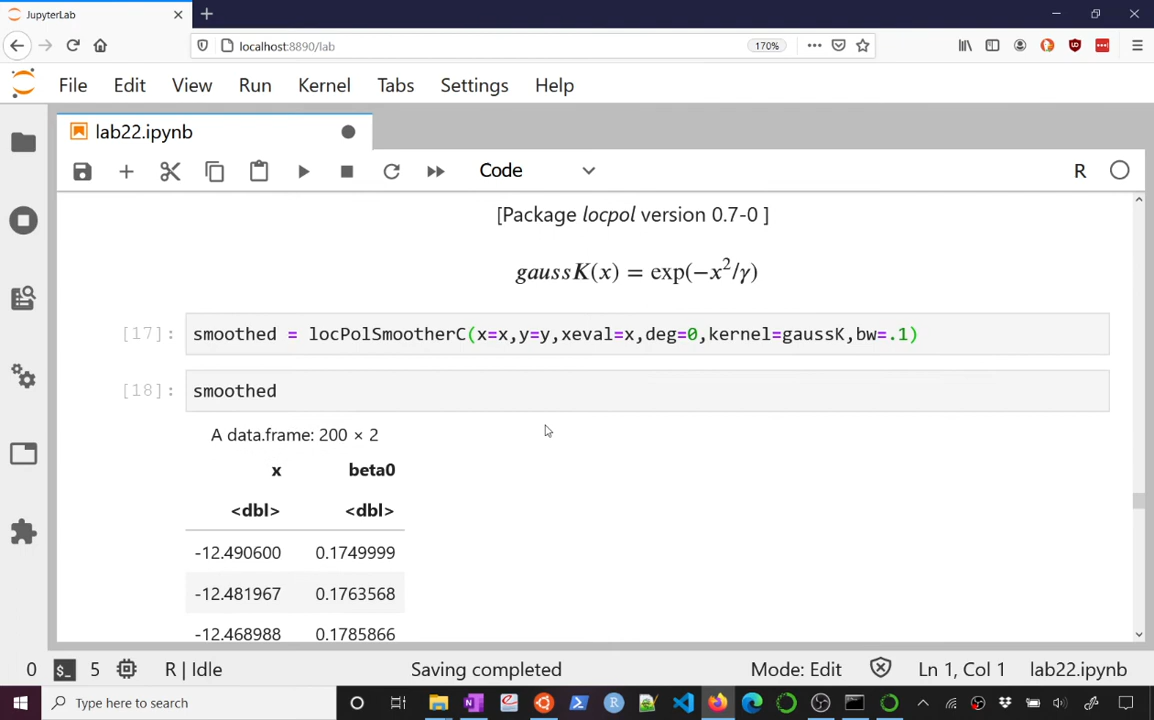 JupyterLab
localhost:8890/lab
170%
File Edit View Run Kernel Tabs Settings Help
lab22.ipynb
Code
R
[Package locpol version 0.7-0 ]
gaussK(x) = exp(−x²/γ)
[17]: smoothed = locPolSmootherC(x=x,y=y,xeval=x,deg=0,kernel=gaussK,bw=.1)
[18]: smoothed
A data.frame: 200 × 2
x beta0
<dbl> <dbl>
-12.490600 0.1749999
-12.481967 0.1763568
-12.468988 0.1785866
0 $_ 5 R | Idle Saving completed Mode: Edit Ln 1, Col 1 lab22.ipynb
Type here to search